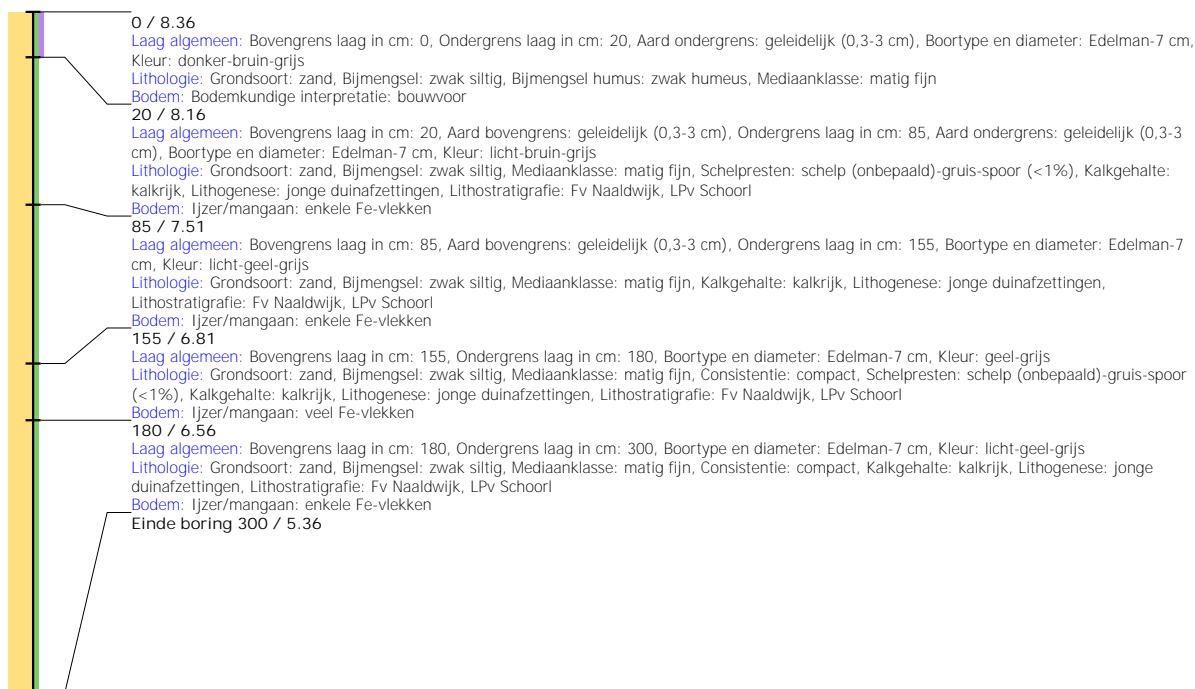 0 / 8.36
Laag algemeen: Bovengrens laag in cm: 0, Ondergrens laag in cm: 20, Aard ondergrens: geleidelijk (0,3-3 cm), Boortype en diameter: Edelman-7 cm,
Kleur: donker-bruin-grijs
Lithologie: Grondsoort: zand, Bijmengsel: zwak siltig, Bijmengsel humus: zwak humeus, Mediaanklasse: matig fijn
Bodem: Bodemkundige interpretatie: bouwvoor
20 / 8.16
Laag algemeen: Bovengrens laag in cm: 20, Aard bovengrens: geleidelijk (0,3-3 cm), Ondergrens laag in cm: 85, Aard ondergrens: geleidelijk (0,3-3
cm), Boortype en diameter: Edelman-7 cm, Kleur: licht-bruin-grijs
Lithologie: Grondsoort: zand, Bijmengsel: zwak siltig, Mediaanklasse: matig fijn, Schelpresten: schelp (onbepaald)-gruis-spoor (<1%), Kalkgehalte:
kalkrijk, Lithogenese: jonge duinafzettingen, Lithostratigrafie: Fv Naaldwijk, LPv Schoorl
Bodem: Ijzer/mangaan: enkele Fe-vlekken
85 / 7.51
Laag algemeen: Bovengrens laag in cm: 85, Aard bovengrens: geleidelijk (0,3-3 cm), Ondergrens laag in cm: 155, Boortype en diameter: Edelman-7
cm, Kleur: licht-geel-grijs
Lithologie: Grondsoort: zand, Bijmengsel: zwak siltig, Mediaanklasse: matig fijn, Kalkgehalte: kalkrijk, Lithogenese: jonge duinafzettingen,
Lithostratigrafie: Fv Naaldwijk, LPv Schoorl
Bodem: Ijzer/mangaan: enkele Fe-vlekken
155 / 6.81
Laag algemeen: Bovengrens laag in cm: 155, Ondergrens laag in cm: 180, Boortype en diameter: Edelman-7 cm, Kleur: geel-grijs
Lithologie: Grondsoort: zand, Bijmengsel: zwak siltig, Mediaanklasse: matig fijn, Consistentie: compact, Schelpresten: schelp (onbepaald)-gruis-spoor
(<1%), Kalkgehalte: kalkrijk, Lithogenese: jonge duinafzettingen, Lithostratigrafie: Fv Naaldwijk, LPv Schoorl
Bodem: Ijzer/mangaan: veel Fe-vlekken
180 / 6.56
Laag algemeen: Bovengrens laag in cm: 180, Ondergrens laag in cm: 300, Boortype en diameter: Edelman-7 cm, Kleur: licht-geel-grijs
Lithologie: Grondsoort: zand, Bijmengsel: zwak siltig, Mediaanklasse: matig fijn, Consistentie: compact, Kalkgehalte: kalkrijk, Lithogenese: jonge
duinafzettingen, Lithostratigrafie: Fv Naaldwijk, LPv Schoorl
Bodem: Ijzer/mangaan: enkele Fe-vlekken
Einde boring 300 / 5.36